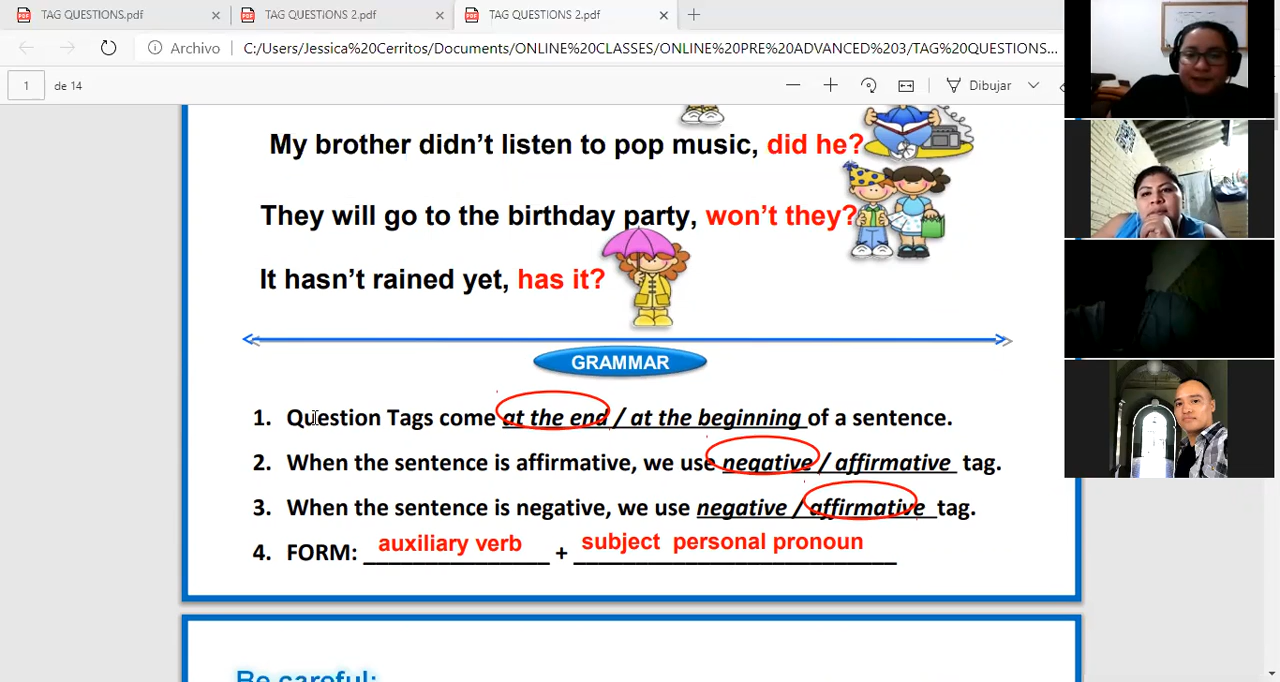 TAG QUESTIONS.pdf
TAG QUESTIONS 2.pdf
TAG QUESTIONS 2.pdf
Archivo
C:/Users/Jessica%20Cerritos/Documents/ONLINE%20CLASSES/ONLINE%20PRE%20ADVANCED%203/TAG%20QUESTIONS...
1 de 14
Dibujar
My brother didn't listen to pop music, did he?
They will go to the birthday party, won't they?
It hasn't rained yet, has it?
GRAMMAR
1. Question Tags come at the end / at the beginning of a sentence.
2. When the sentence is affirmative, we use negative / affirmative tag.
3. When the sentence is negative, we use negative / affirmative tag.
4. FORM: auxiliary verb + subject personal pronoun
Be careful: